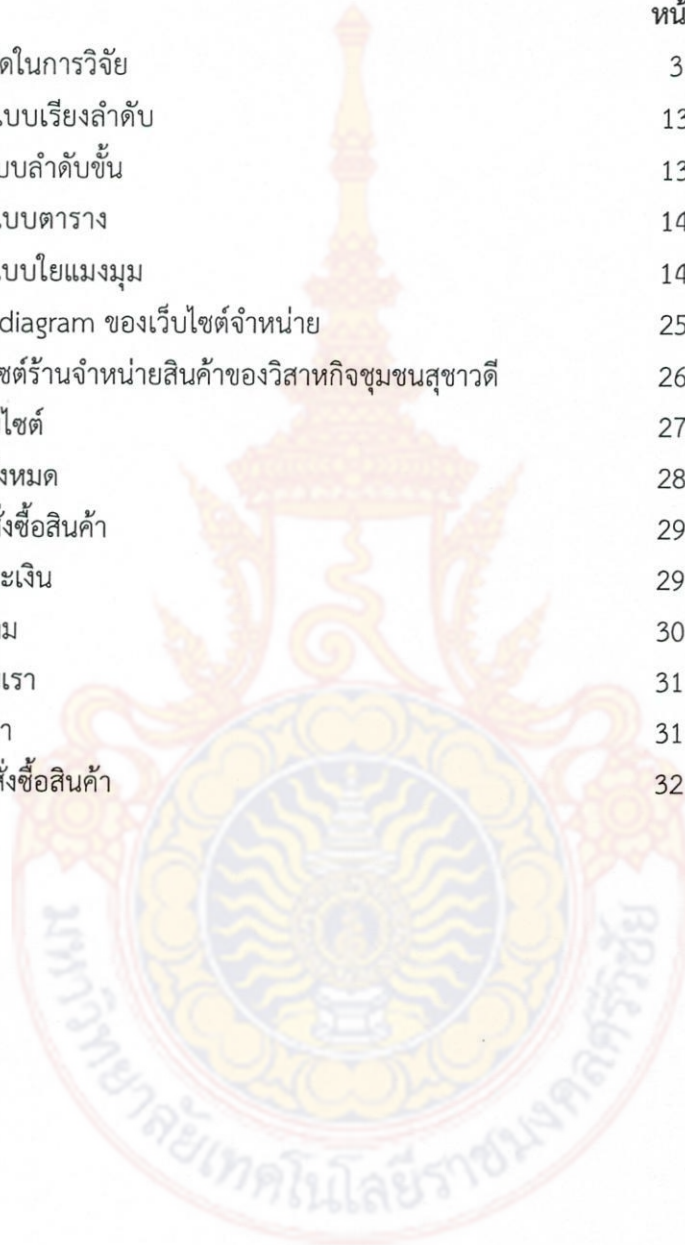 หน้
ดในการวิจัย 3
แบบเรียงลำดับ 13
บบลำดับขั้น 13
แบบตาราง 14
แบบใยแมงมุม 14
diagram ของเว็บไซต์จำหน่าย 25
ซต์ร้านจำหน่ายสินค้าของวิสาหกิจชุมชนสุชาวดี 26
ไซต์ 27
งหมด 28
สั่งซื้อสินค้า 29
ระเงิน 29
าม 30
เรา 31
า 31
สั่งซื้อสินค้า 32
มหาวิทยาลัยเทคโนโลยีราชมงคลศรีวิชัย